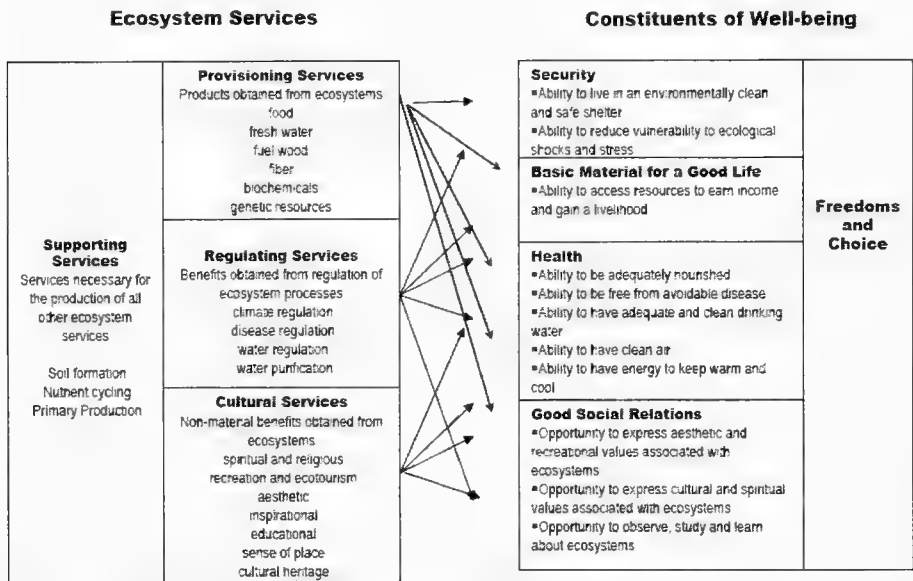 Ecosystem Services
Constituents of Well-being
Supporting
Services
Services necessary for
the production of all
other ecosystem
services
Soil formation
Nutrient cycling
Primary Production
Provisioning Services
Products obtained from ecosystems
food
fresh water
fuel wood
fiber
biochemicals
genetic resources
Regulating Services
Benefits obtained from regulation of
ecosystem processes
climate regulation
disease regulation
water regulation
water purification
Cultural Services
Non-material benefits obtained from
ecosystems
spiritual and religious
recreation and ecotourism
aesthetic
inspirational
educational
sense of place
cultural heritage
Security
▪Ability to live in an environmentally clean
and safe shelter
▪Ability to reduce vulnerability to ecological
shocks and stress
Basic Material for a Good Life
▪Ability to access resources to earn income
and gain a livelihood
Health
▪Ability to be adequately nourished
▪Ability to be free from avoidable disease
▪Ability to have adequate and clean drinking
water
▪Ability to have clean air
▪Ability to have energy to keep warm and
cool
Good Social Relations
▪Opportunity to express aesthetic and
recreational values associated with
ecosystems
▪Opportunity to express cultural and spiritual
values associated with ecosystems
▪Opportunity to observe, study and learn
about ecosystems
Freedoms
and
Choice